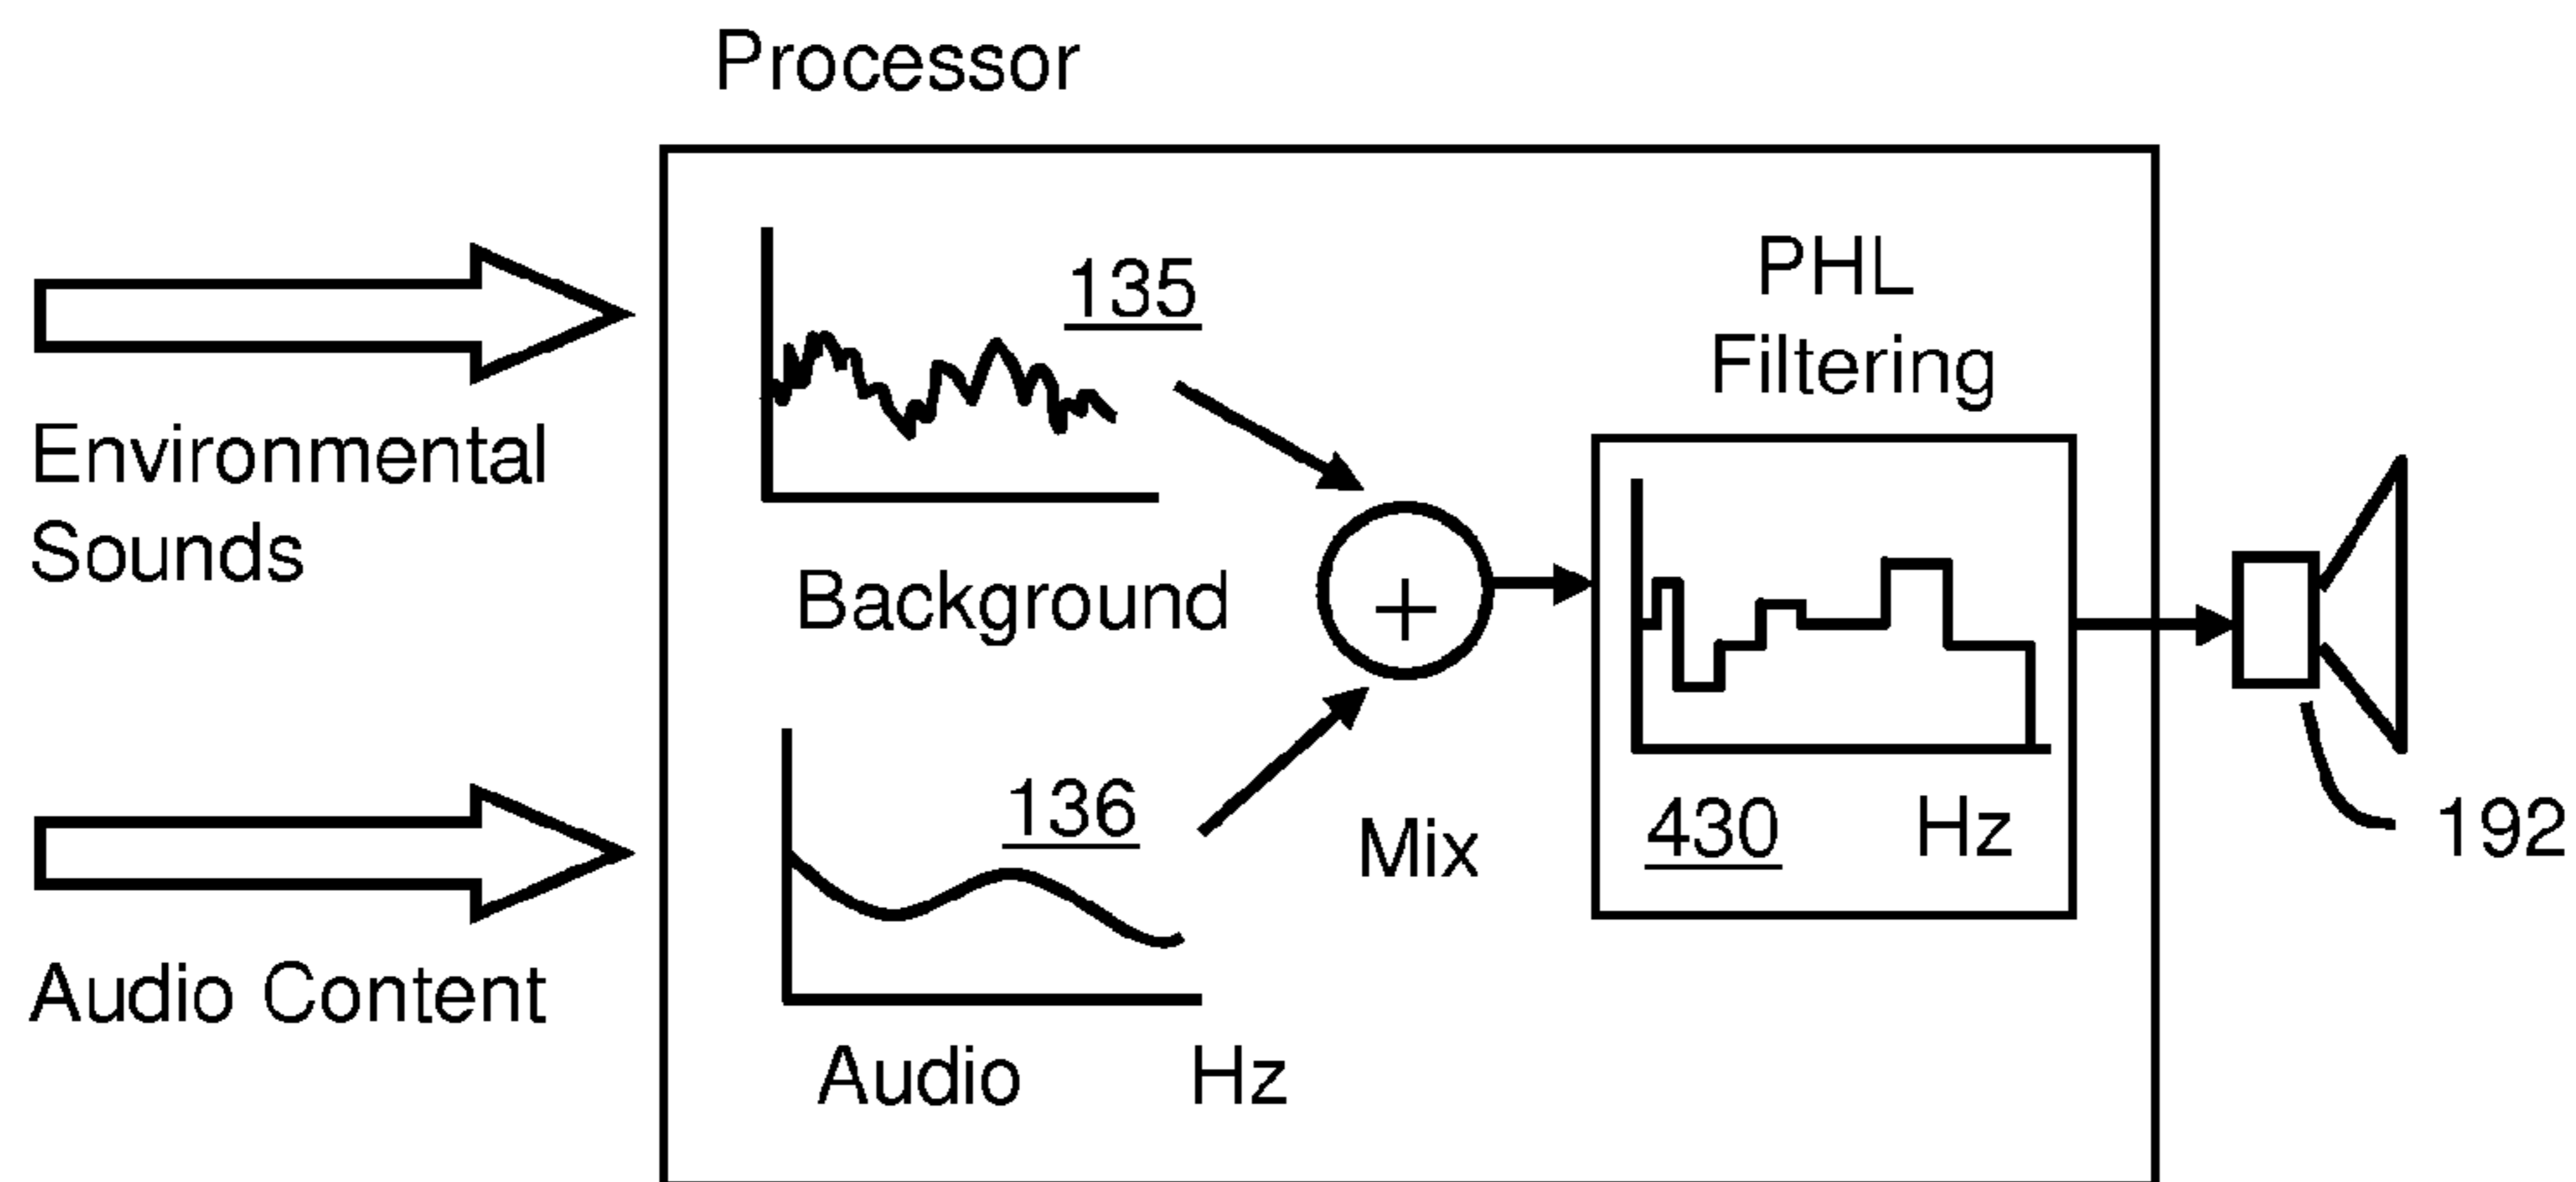 Processor
Environmental
Sounds
Audio Content
135
Background
136
Audio Hz
+
Mix
PHL
Filtering
430 Hz
192